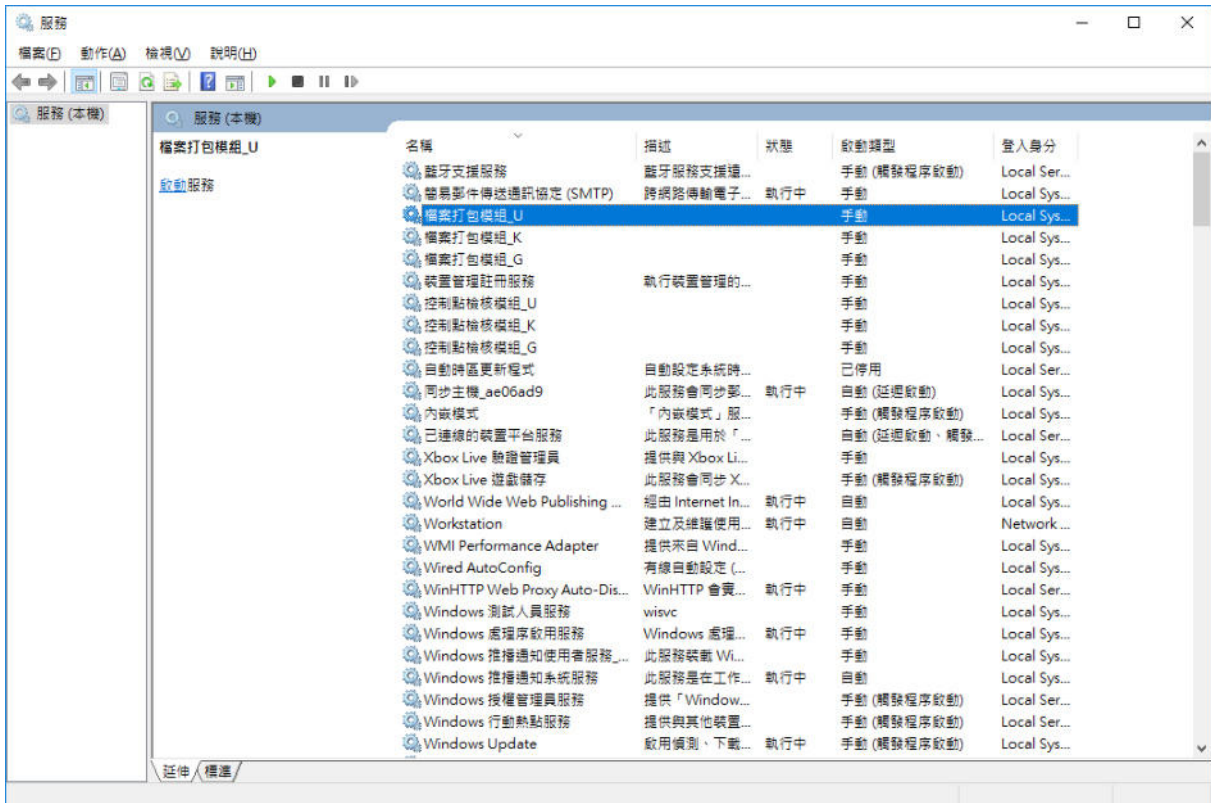 服務
檔案(F) 動作(A) 檢視(V) 說明(H)
服務 (本機)
服務 (本機)
檔案打包模組_U
啟動服務
名稱 描述 狀態 啟動類型 登入身分
藍牙支援服務 藍牙服務支援遠... 手動 (觸發程序啟動) Local Ser...
簡易郵件傳送通訊協定 (SMTP) 跨網路傳輸電子... 執行中 手動 Local Sys...
檔案打包模組_U 手動 Local Sys...
檔案打包模組_K 手動 Local Sys...
檔案打包模組_G 手動 Local Sys...
裝置管理註冊服務 執行裝置管理的... 手動 Local Sys...
控制點檢核模組_U 手動 Local Sys...
控制點檢核模組_K 手動 Local Sys...
控制點檢核模組_G 手動 Local Sys...
自動時區更新程式 自動設定系統時... 已停用 Local Ser...
同步主機_ae06ad9 此服務會同步郵... 執行中 自動 (延遲啟動) Local Sys...
內嵌模式 「內嵌模式」服... 手動 (觸發程序啟動) Local Sys...
已連線的裝置平台服務 此服務是用於「... 自動 (延遲啟動、觸發... Local Ser...
Xbox Live 驗證管理員 提供與 Xbox Li... 手動 Local Sys...
Xbox Live 遊戲儲存 此服務會同步 X... 手動 (觸發程序啟動) Local Sys...
World Wide Web Publishing ... 經由 Internet In... 執行中 自動 Local Sys...
Workstation 建立及維護使用... 執行中 自動 Network ...
WMI Performance Adapter 提供來自 Wind... 手動 Local Sys...
Wired AutoConfig 有線自動設定 (... 手動 Local Sys...
WinHTTP Web Proxy Auto-Dis... WinHTTP 會實... 執行中 手動 Local Ser...
Windows 測試人員服務 wisvc 手動 Local Sys...
Windows 處理序啟用服務 Windows 處理... 執行中 手動 Local Sys...
Windows 推播通知使用者服務_... 此服務裝載 Wi... 手動 Local Sys...
Windows 推播通知系統服務 此服務是在工作... 執行中 自動 Local Sys...
Windows 授權管理員服務 提供「Window... 手動 (觸發程序啟動) Local Ser...
Windows 行動熱點服務 提供與其他裝置... 手動 (觸發程序啟動) Local Ser...
Windows Update 啟用偵測、下載... 執行中 手動 (觸發程序啟動) Local Sys...
延伸 標準